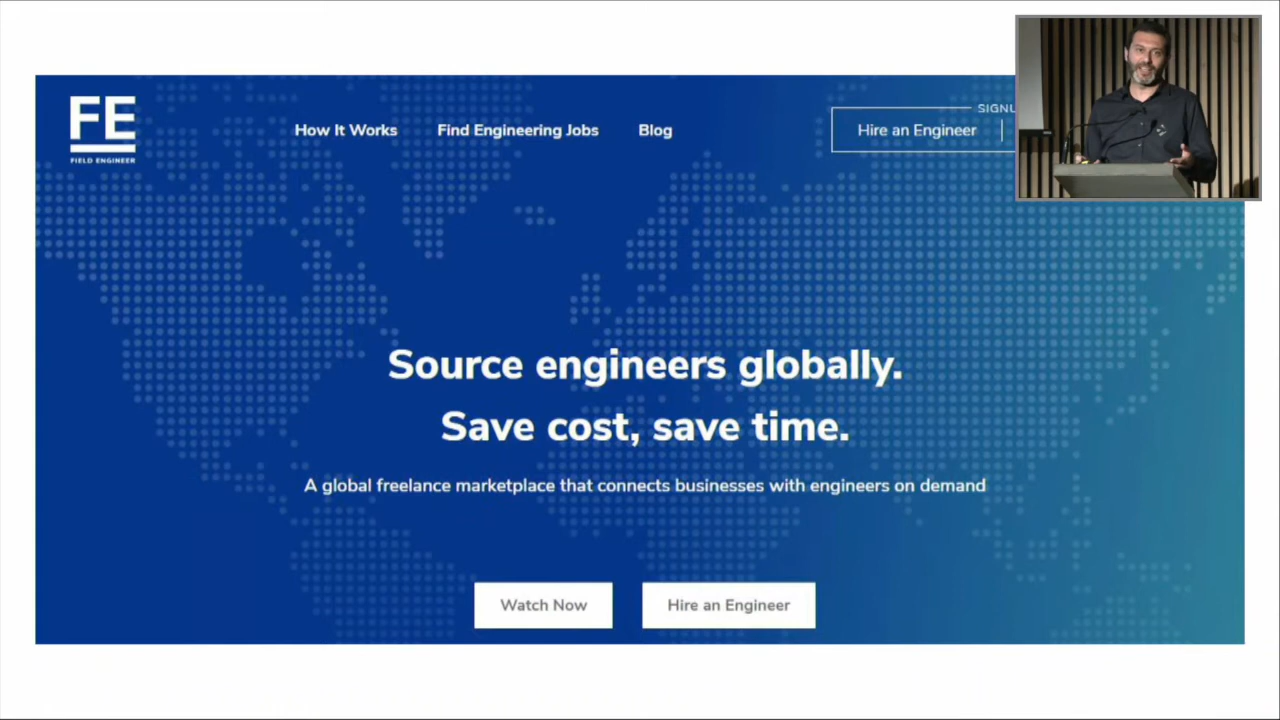 FE
FIELD ENGINEER
How It Works
Find Engineering Jobs
Blog
Hire an Engineer
Source engineers globally.
Save cost, save time.
A global freelance marketplace that connects businesses with engineers on demand
Watch Now
Hire an Engineer